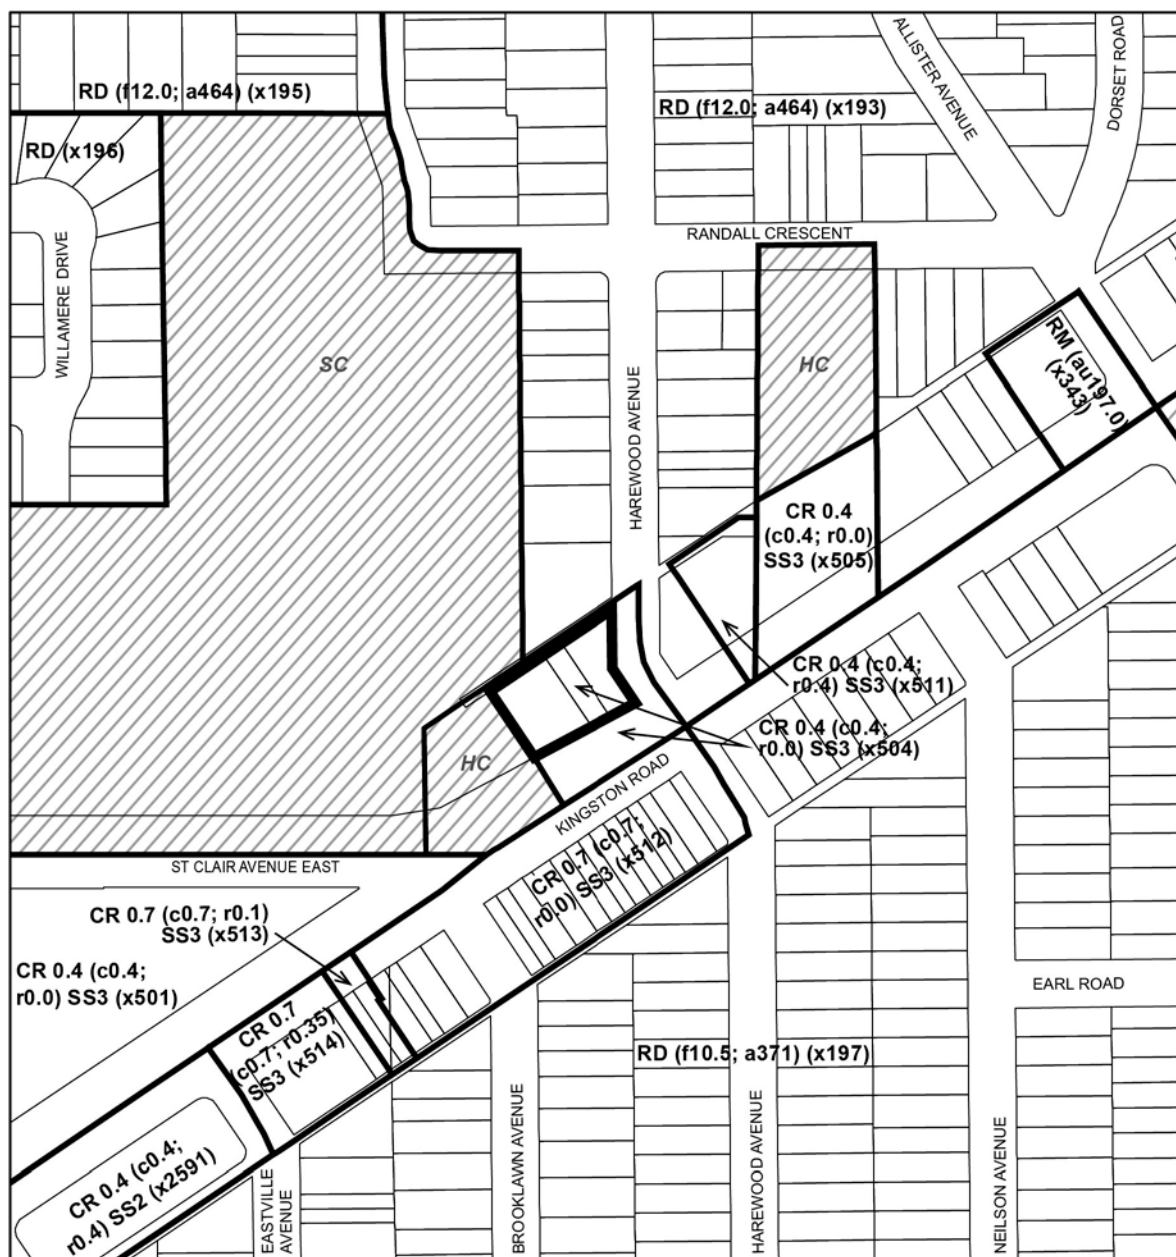 RD (f12.0; a464) (x195)
RD (f12.0; a464) (x193)
ALLISTER AVENUE
DORSET ROAD
RD (x196)
RANDALL CRESCENT
WILLAMERE DRIVE
SC
HC
HAREWOOD AVENUE
RM (au197.0)
(x343)
CR 0.4
(c0.4; r0.0)
SS3 (x505)
CR 0.4 (c0.4;
r0.4) SS3 (x511)
CR 0.4 (c0.4;
r0.0) SS3 (x504)
HC
KINGSTON ROAD
ST CLAIR AVENUE EAST
CR 0.7 (c0.7;
r0.0) SS3 (x512)
CR 0.7 (c0.7; r0.1)
SS3 (x513)
CR 0.4 (c0.4;
r0.0) SS3 (x501)
CR 0.7
(c0.7; r0.35)
SS3 (x514)
EARL ROAD
RD (f10.5; a371) (x197)
CR 0.4 (c0.4;
r0.4) SS2 (x2591)
EASTVILLE
AVENUE
BROOKLAWN AVENUE
HAREWOOD AVENUE
NEILSON AVENUE